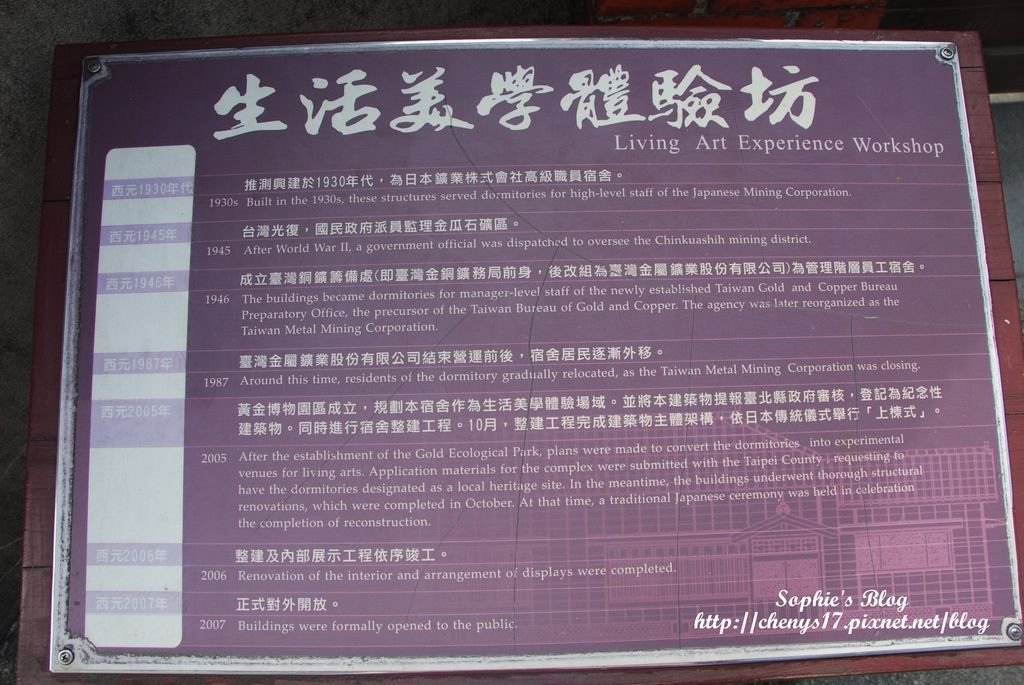 生活美學體驗坊
Living Art Experience Workshop
西元1930年代
推測興建於1930年代，為日本鑛業株式會社高級職員宿舍。
1930s Built in the 1930s, these structures served dormitories for high-level staff of the Japanese Mining Corporation.
西元1945年
台灣光復，國民政府派員監理金瓜石礦區。
1945 After World War II, a government official was dispatched to oversee the Chinkuashih mining district.
西元1946年
成立臺灣銅鑛籌備處(即臺灣金銅鑛務局前身，後改組為臺灣金屬鑛業股份有限公司)為管理階層員工宿舍。
1946 The buildings became dormitories for manager-level staff of the newly established Taiwan Gold and Copper Bureau
Preparatory Office, the precursor of the Taiwan Bureau of Gold and Copper. The agency was later reorganized as the
Taiwan Metal Mining Corporation.
西元1987年
臺灣金屬鑛業股份有限公司結束營運前後，宿舍居民逐漸外移。
1987 Around this time, residents of the dormitory gradually relocated, as the Taiwan Metal Mining Corporation was closing.
西元2005年
黃金博物園區成立，規劃本宿舍作為生活美學體驗場域。並將本建築物提報臺北縣政府審核，登記為紀念性
建築物。同時進行宿舍整建工程。10月，整建工程完成建築物主體架構，依日本傳統儀式舉行「上棟式」。
2005 After the establishment of the Gold Ecological Park, plans were made to convert the dormitories into experimental
venues for living arts. Application materials for the complex were submitted with the Taipei County requesting to
have the dormitories designated as a local heritage site. In the meantime, the buildings underwent thorough structural
renovations, which were completed in October. At that time, a traditional Japanese ceremony was held in celebration
the completion of reconstruction.
西元2006年
整建及內部展示工程依序竣工。
2006 Renovation of the interior and arrangement of displays were completed.
西元2007年
正式對外開放。
2007 Buildings were formally opened to the public.
Sophie's Blog
http://chenys17.pixnet.net/blog